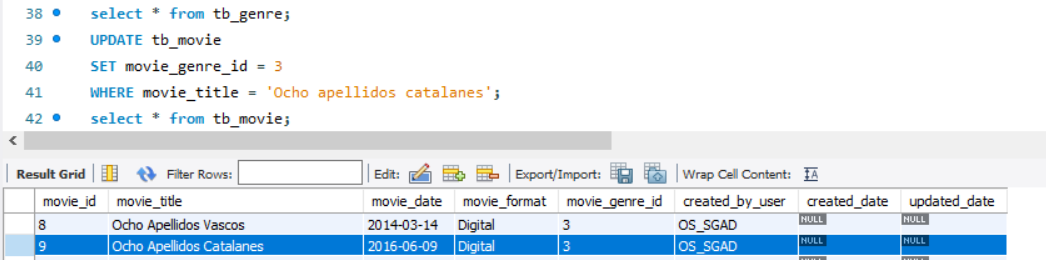 38 select * from tb_genre;
39 UPDATE tb_movie
40 SET movie_genre_id = 3
41 WHERE movie_title = 'Ocho apellidos catalanes';
42 select * from tb_movie;
Result Grid Filter Rows: Edit: Export/Import: Wrap Cell Content: IA
movie_id movie_title movie_date movie_format movie_genre_id created_by_user created_date updated_date
8 Ocho Apellidos Vascos 2014-03-14 Digital 3 OS_SGAD NULL NULL
9 Ocho Apellidos Catalanes 2016-06-09 Digital 3 OS_SGAD NULL NULL